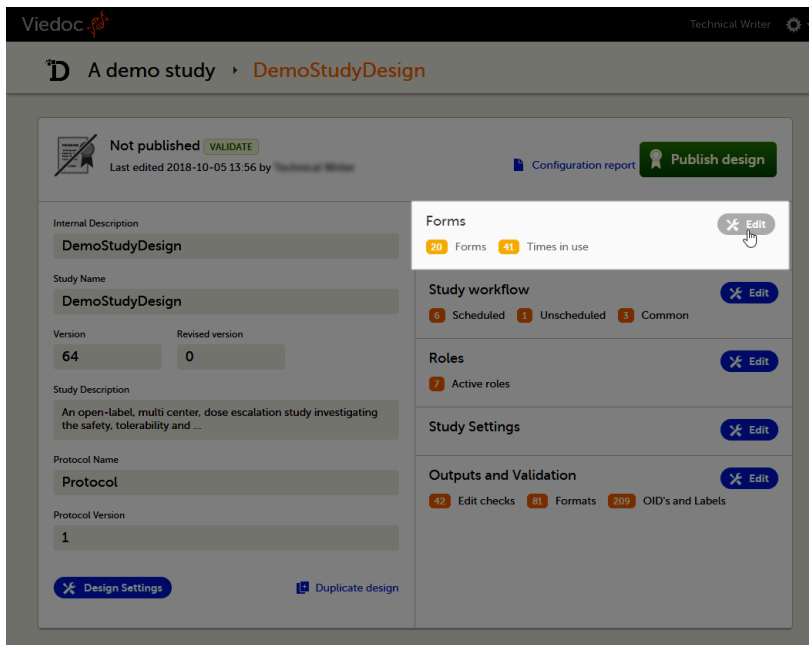 Viedoc
Technical Writer
A demo study
DemoStudyDesign
Not published VALIDATE
Last edited 2018-10-05 13:56 by
Configuration report
Publish design
Internal Description
DemoStudyDesign
Study Name
DemoStudyDesign
Version Revised version
64 0
Study Description
An open-label, multi center, dose escalation study investigating
the safety, tolerability and ...
Protocol Name
Protocol
Protocol Version
1
Design Settings
Duplicate design
Forms
Edit
20 Forms 41 Times in use
Study workflow
Edit
6 Scheduled 1 Unscheduled 3 Common
Roles
Edit
7 Active roles
Study Settings
Edit
Outputs and Validation
Edit
42 Edit checks 81 Formats 209 OID's and Labels